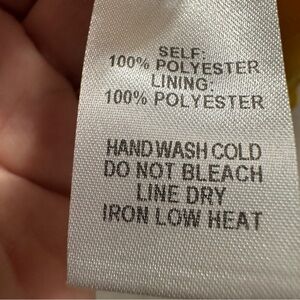 SELF:
100% POLYESTER
LINING:
100% POLYESTER
HAND WASH COLD
DO NOT BLEACH
LINE DRY
IRON LOW HEAT